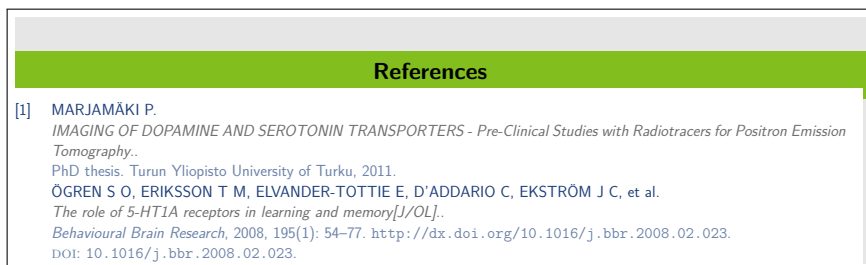 References
[1] MARJAMÄKI P.
IMAGING OF DOPAMINE AND SEROTONIN TRANSPORTERS - Pre-Clinical Studies with Radiotracers for Positron Emission
Tomography..
PhD thesis. Turun Yliopisto University of Turku, 2011.
ÖGREN S O, ERIKSSON T M, ELVANDER-TOTTIE E, D'ADDARIO C, EKSTRÖM J C, et al.
The role of 5-HT1A receptors in learning and memory[J/OL]..
Behavioural Brain Research, 2008, 195(1): 54–77. http://dx.doi.org/10.1016/j.bbr.2008.02.023.
DOI: 10.1016/j.bbr.2008.02.023.